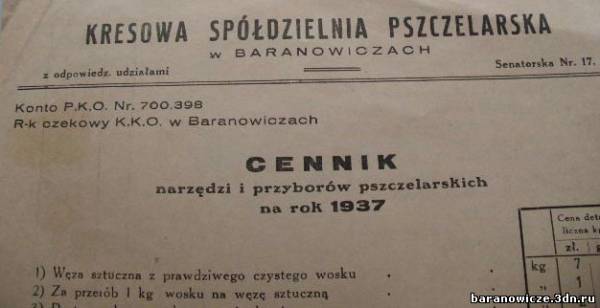 KRESOWA SPÓŁDZIELNIA PSZCZELARSKA
w BARANOWICZACH
z odpowiedz. udziałami
Senatorska Nr. 17.
Konto P.K.O. Nr. 700.398
R-k czekowy K.K.O. w Baranowiczach
CENNIK
narzędzi i przyborów pszczelarskich
na rok 1937
Cena
liczna
zł.
1) Węza sztuczna z prawdziwego czystego wosku . . kg 7
2) Za przerób 1 kg wosku na węzę sztuczną . . „ 1
baranowicze.3dn.ru